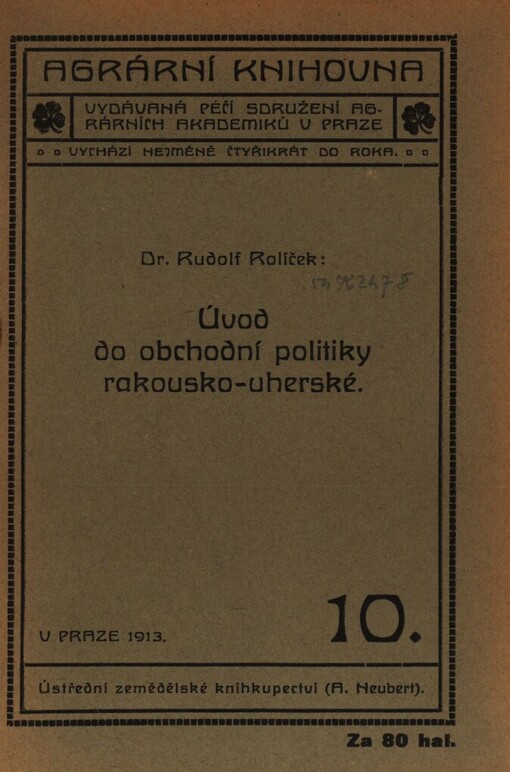 AGRÁRNÍ KNIHOVNA
VYDÁVANÁ PÉČÍ SDRUŽENÍ AG-
RÁRNÍCH AKADEMIKŮ V PRAZE
VYCHÁZÍ NEJMÉNĚ ČTYŘIKRÁT DO ROKA.
Dr. Rudolf Rolíček:
Úvod
do obchodní politiky
rakousko-uherské.
10.
V PRAZE 1913.
Ústřední zemědělské knihkupectví (A. Neubert).
Za 80 hal.